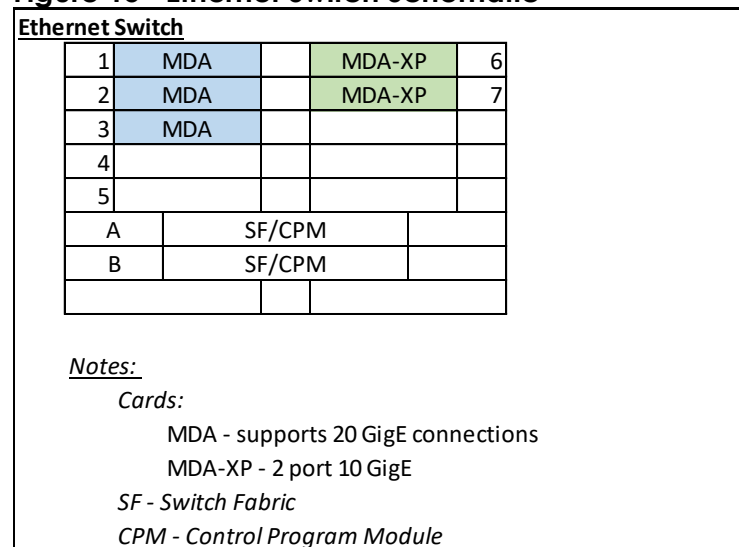 Ethernet Switch
1 MDA MDA-XP 6
2 MDA MDA-XP 7
3 MDA
4
5
A SF/CPM
B SF/CPM
Notes:
Cards:
MDA - supports 20 GigE connections
MDA-XP - 2 port 10 GigE
SF - Switch Fabric
CPM - Control Program Module